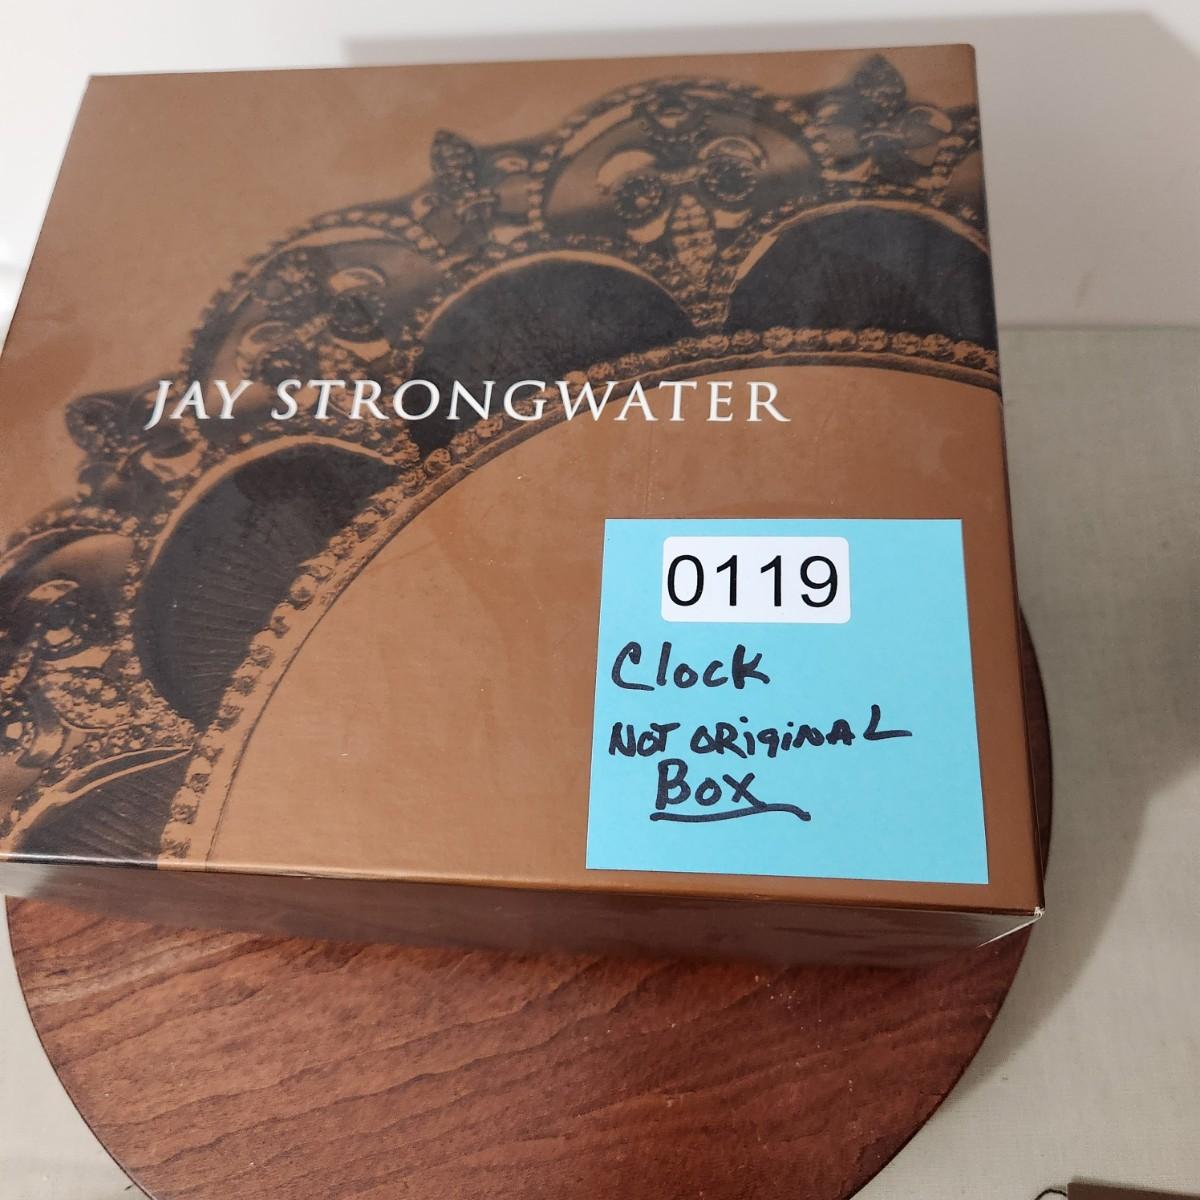 JAY STRONGWATER
0119
Clock
NOT ORiGiNAL
Box